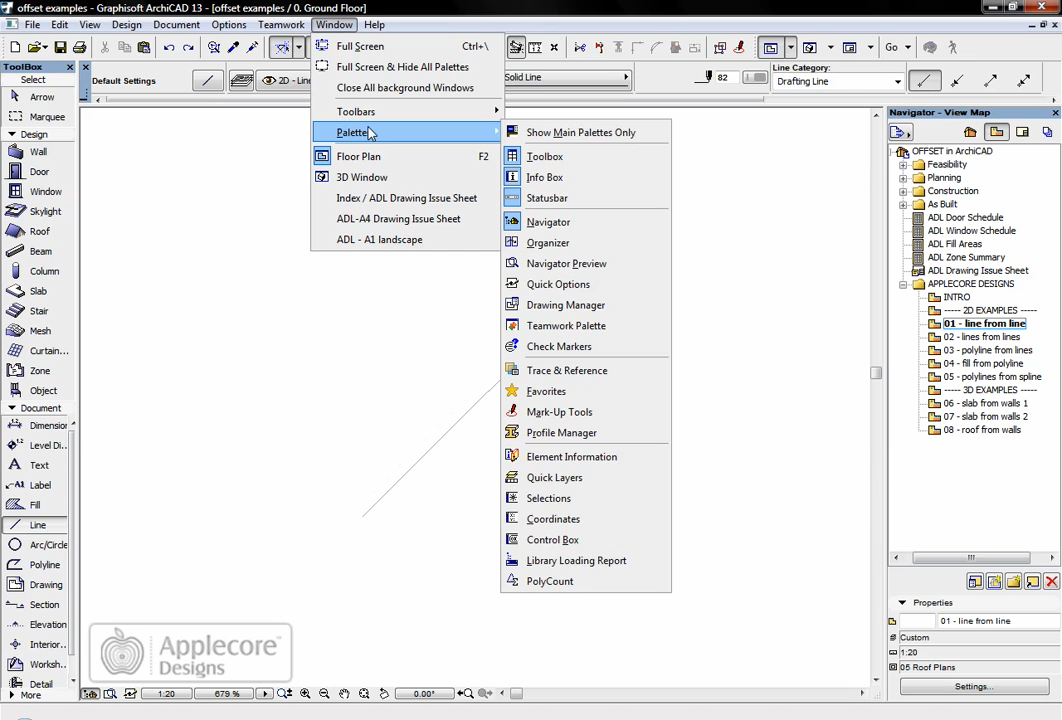 offset examples / 0. Ground Floor - Graphisoft ArchiCAD 13 - [offset examples / 0. Ground Floor]
File Edit View Design Document Options Teamwork Window Help
Go
ToolBox
Select
Arrow
Marquee
Design
Wall
Door
Window
Skylight
Roof
Beam
Column
Slab
Stair
Mesh
Curtain...
Zone
Object
Document
Dimension
Level Di...
Text
Label
Fill
Line
Arc/Circle
Polyline
Drawing
Section
Elevation
Interior...
Worksh...
Detail
More
Default Settings
2D - Lin
Solid Line
82
Line Category:
Drafting Line
Full Screen Ctrl+\
Full Screen & Hide All Palettes
Close All background Windows
Toolbars
Palette
Floor Plan F2
3D Window
Index / ADL Drawing Issue Sheet
ADL-A4 Drawing Issue Sheet
ADL - A1 landscape
Show Main Palettes Only
Toolbox
Info Box
Statusbar
Navigator
Organizer
Navigator Preview
Quick Options
Drawing Manager
Teamwork Palette
Check Markers
Trace & Reference
Favorites
Mark-Up Tools
Profile Manager
Element Information
Quick Layers
Selections
Coordinates
Control Box
Library Loading Report
PolyCount
Navigator - View Map
OFFSET in ArchiCAD
Feasibility
Planning
Construction
As Built
ADL Door Schedule
ADL Window Schedule
ADL Fill Areas
ADL Zone Summary
ADL Drawing Issue Sheet
APPLECORE DESIGNS
INTRO
----- 2D EXAMPLES -----
01 - line from line
02 - lines from lines
03 - polyline from lines
04 - fill from polyline
05 - polylines from spline
----- 3D EXAMPLES -----
06 - slab from walls 1
07 - slab from walls 2
08 - roof from walls
Properties
01 - line from line
Custom
1:20
05 Roof Plans
Settings...
Applecore
Designs
1:20 679 % 0.00°